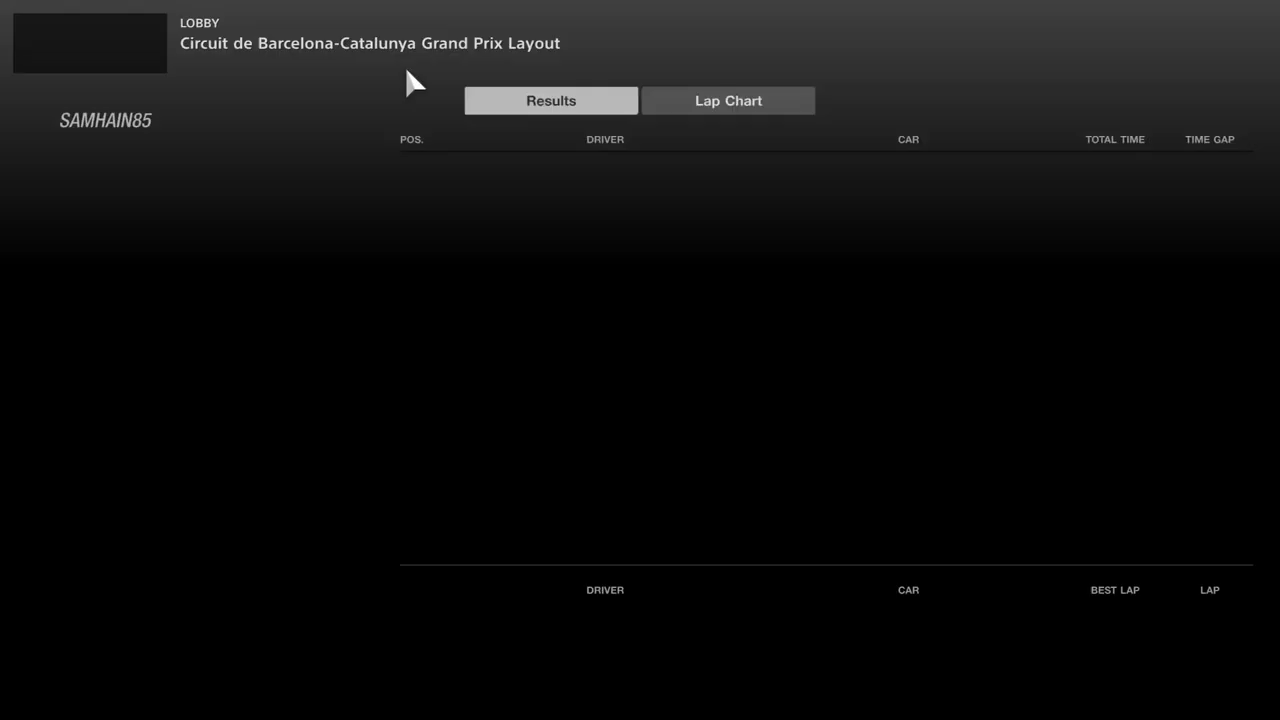 LOBBY
Circuit de Barcelona-Catalunya Grand Prix Layout
Results Lap Chart
SAMHAIN85
POS. DRIVER CAR TOTAL TIME TIME GAP
DRIVER CAR BEST LAP LAP